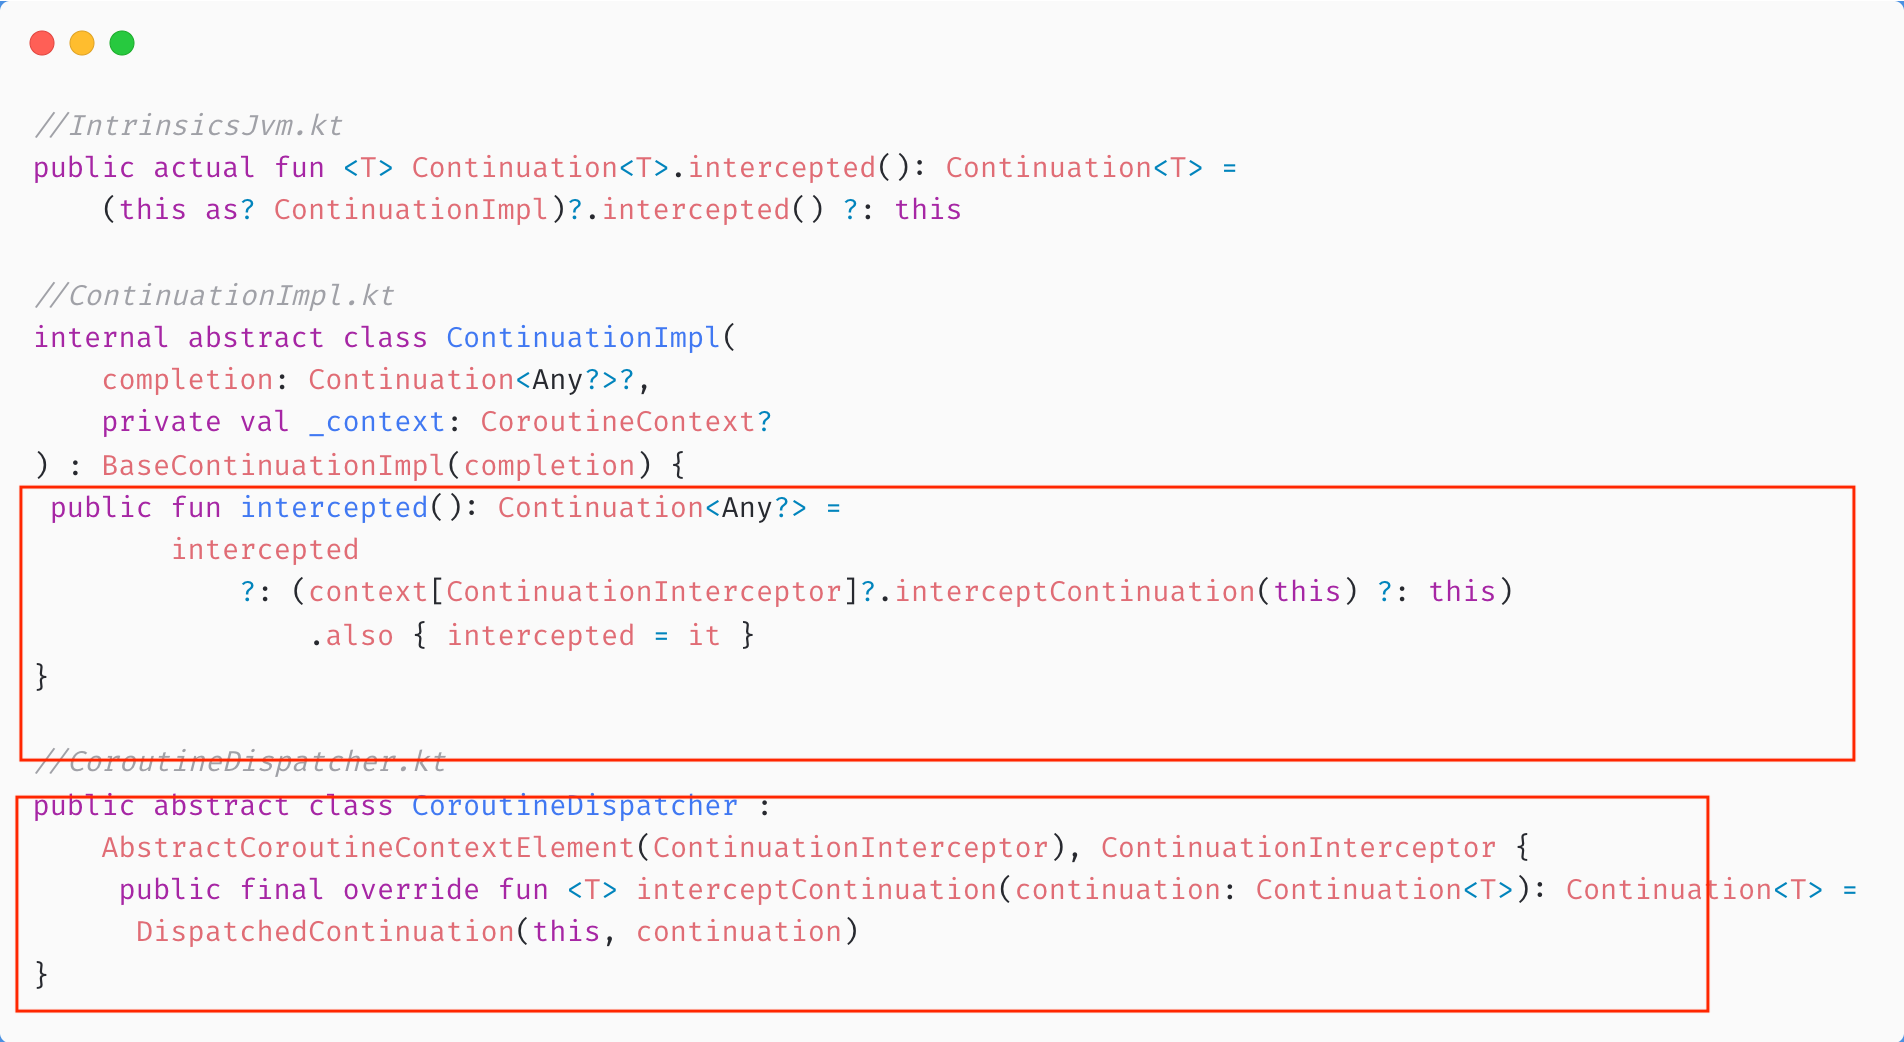 //IntrinsicsJvm.kt
public actual fun <T> Continuation<T>.intercepted(): Continuation<T> =
    (this as? ContinuationImpl)?.intercepted() ?: this
//ContinuationImpl.kt
internal abstract class ContinuationImpl(
    completion: Continuation<Any?>?,
    private val _context: CoroutineContext?
) : BaseContinuationImpl(completion) {
 public fun intercepted(): Continuation<Any?> =
        intercepted
            ?: (context[ContinuationInterceptor]?.interceptContinuation(this) ?: this)
                .also { intercepted = it }
}
//CoroutineDispatcher.kt
public abstract class CoroutineDispatcher :
    AbstractCoroutineContextElement(ContinuationInterceptor), ContinuationInterceptor {
     public final override fun <T> interceptContinuation(continuation: Continuation<T>): Continuation<T> =
      DispatchedContinuation(this, continuation)
}